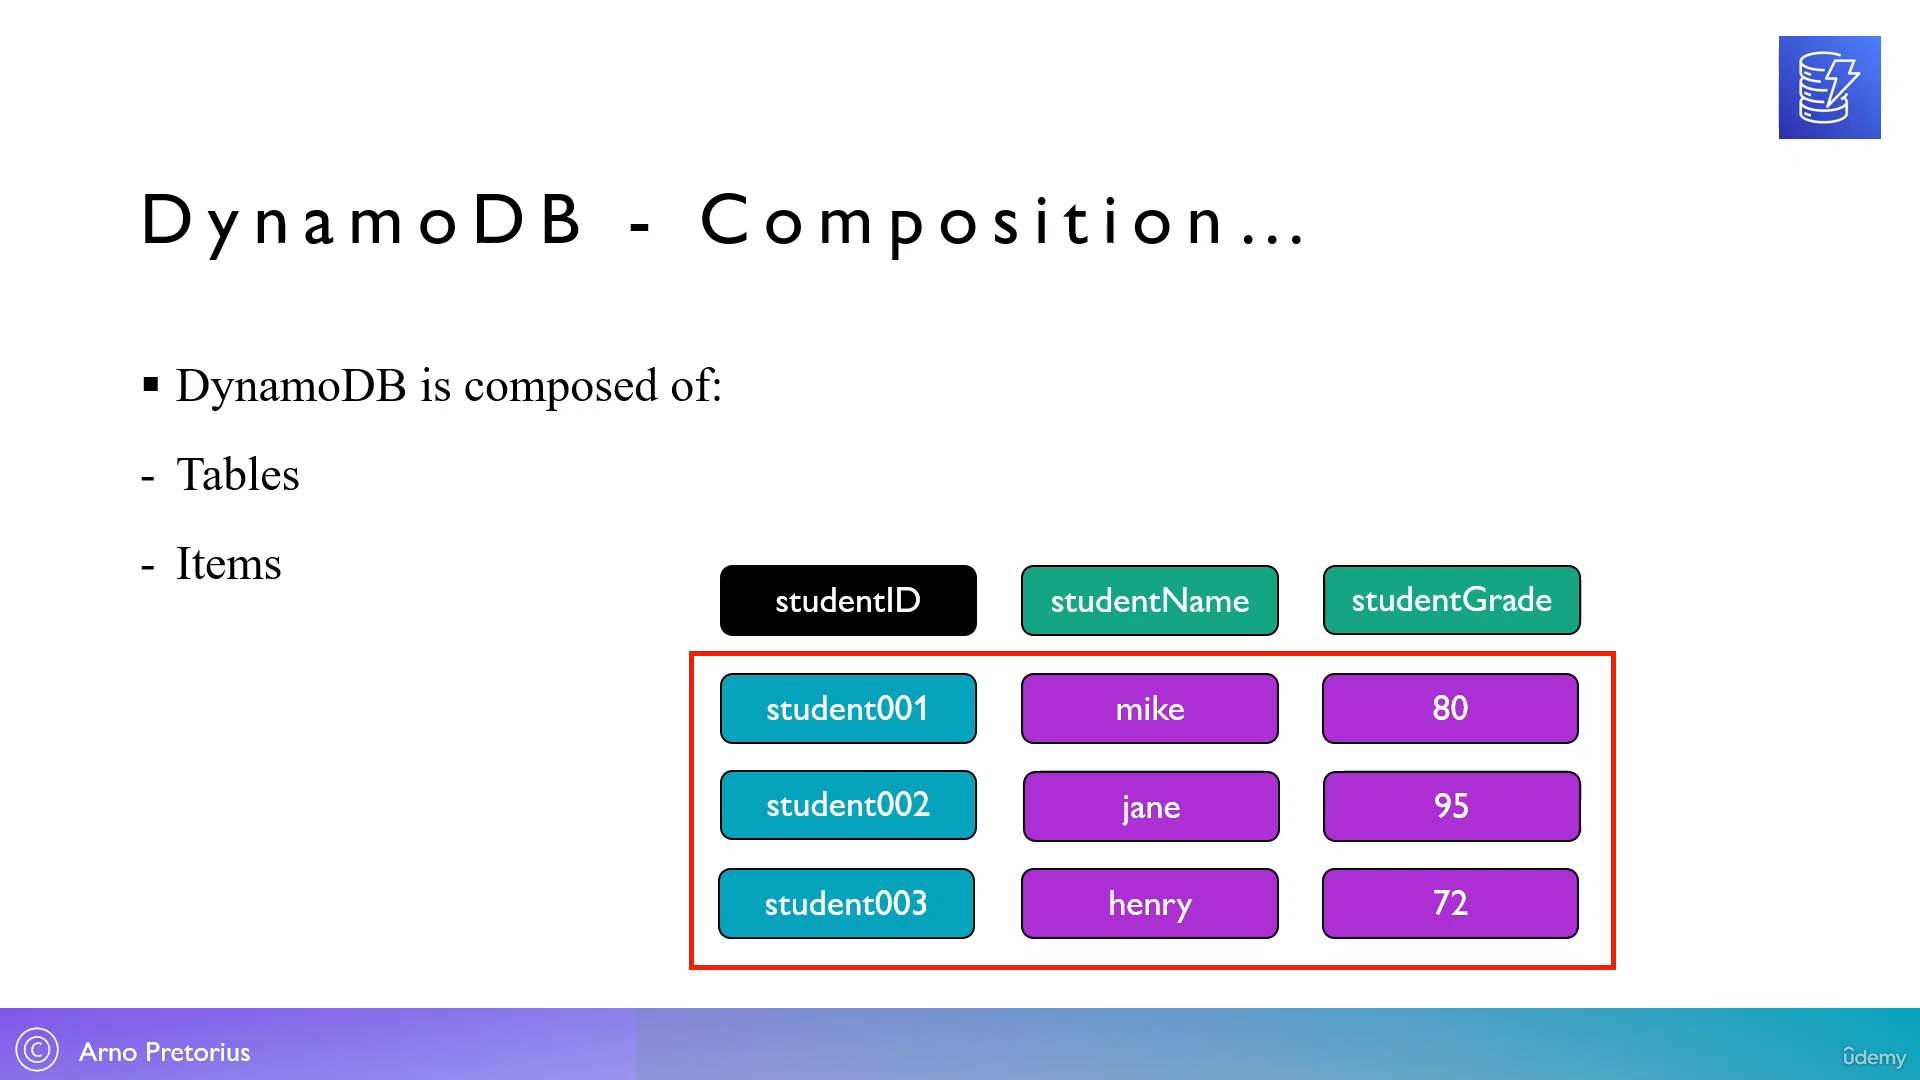 DynamoDB - Composition...
▪ DynamoDB is composed of:
- Tables
- Items
studentID studentName studentGrade
student001 mike 80
student002 jane 95
student003 henry 72
© Arno Pretorius
ûdemy